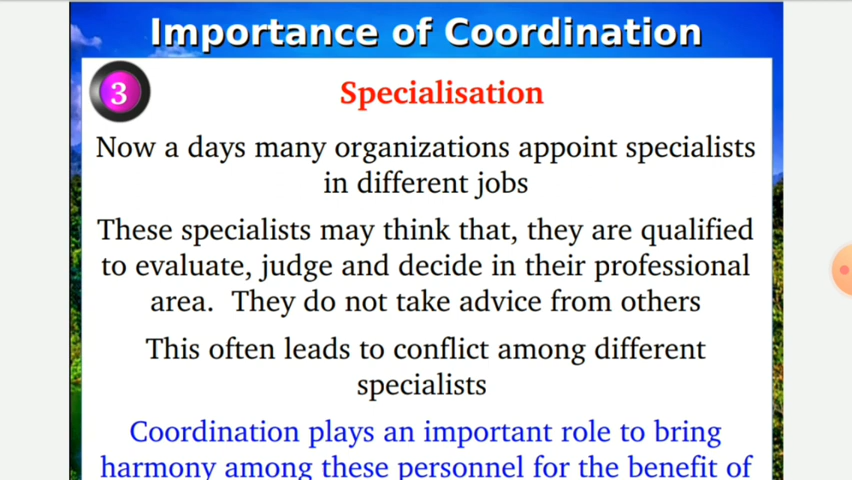 Importance of Coordination
3
Specialisation
Now a days many organizations appoint specialists
in different jobs
These specialists may think that, they are qualified
to evaluate, judge and decide in their professional
area. They do not take advice from others
This often leads to conflict among different
specialists
Coordination plays an important role to bring
harmony among these personnel for the benefit of